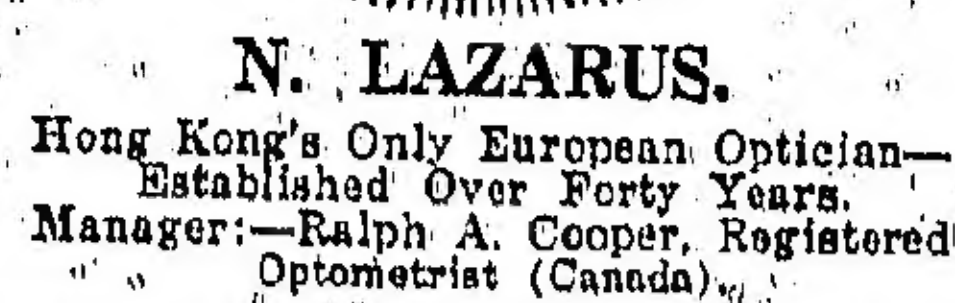 N. LAZARUS.
Hong Kong's Only European Optician—
Established Over Forty Years.
Manager:—Ralph A. Cooper, Registered
Optometrist (Canada).